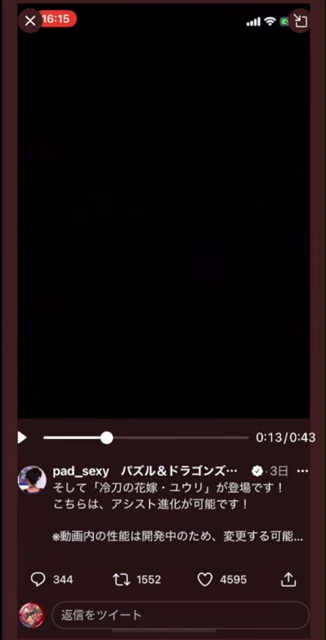 16:15
0:13/0:43
pad_sexy パズル＆ドラゴンズ…
・3日
そして「冷刀の花嫁・ユウリ」が登場です！
こちらは、アシスト進化が可能です！
※動画内の性能は開発中のため、変更する可能...
344 1552 4595
返信をツイート